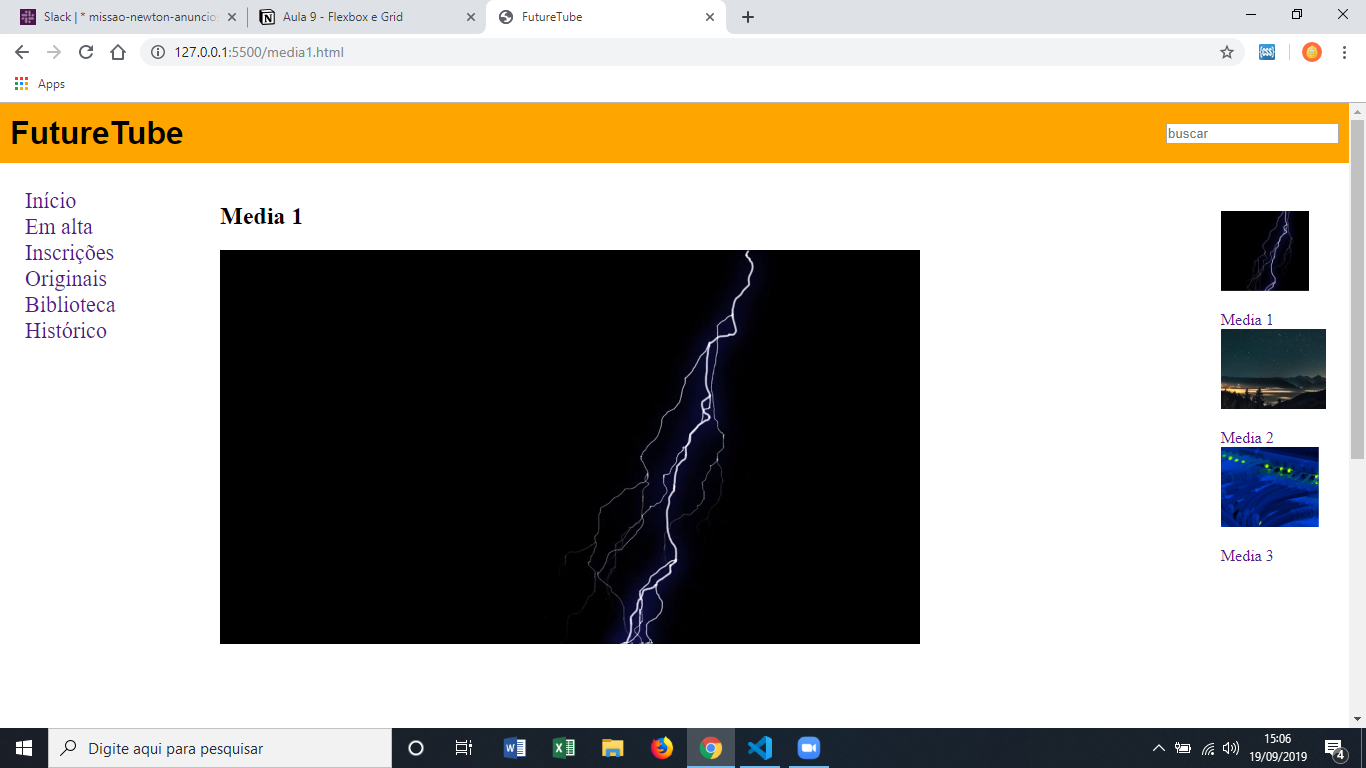 Slack | * missao-newton-anuncios
Aula 9 - Flexbox e Grid
FutureTube
127.0.0.1:5500/media1.html
Apps
FutureTube
buscar
Início
Em alta
Inscrições
Originais
Biblioteca
Histórico
Media 1
Media 1
Media 2
Media 3
Digite aqui para pesquisar
15:06
19/09/2019
4